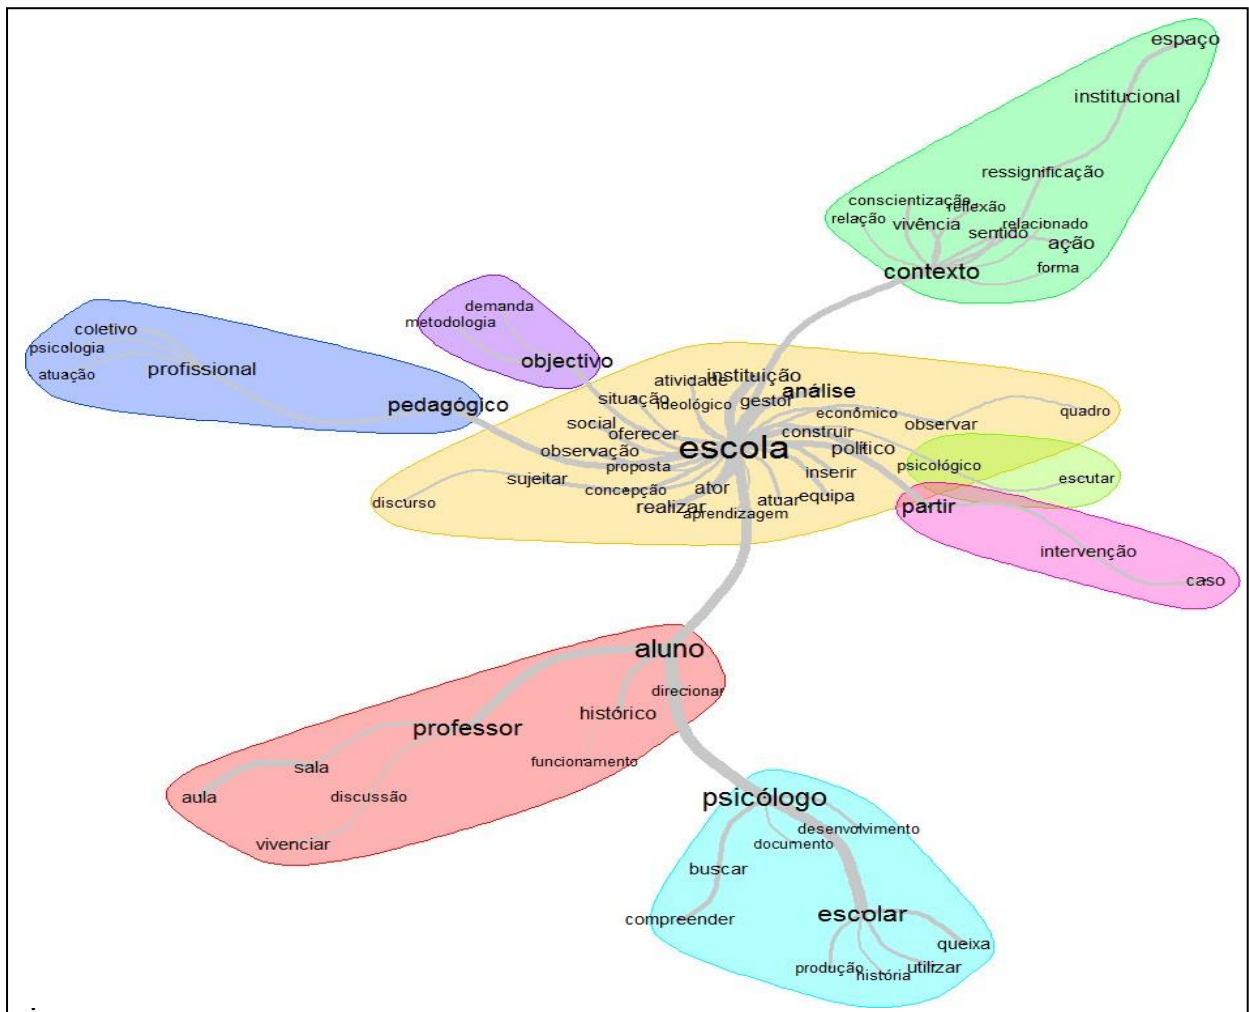 espaço
institucional
ressignificação
conscientização
reflexão
relação
vivência
relacionado
sentido
ação
contexto
forma
demanda
metodologia
objectivo
coletivo
psicologia
atuação
profissional
pedagógico
atividade
instituição
análise
situação
ideológico
gestor
econômico
quadro
social
oferecer
construir
observar
observação
escola
político
proposta
inserir
psicológico
sujeitar
concepção
ator
equipa
escutar
discurso
realizar
atuar
aprendizagem
partir
intervenção
caso
aluno
direcionar
histórico
professor
funcionamento
sala
aula
discussão
vivenciar
psicólogo
desenvolvimento
documento
buscar
compreender
escolar
queixa
produção
história
utilizar